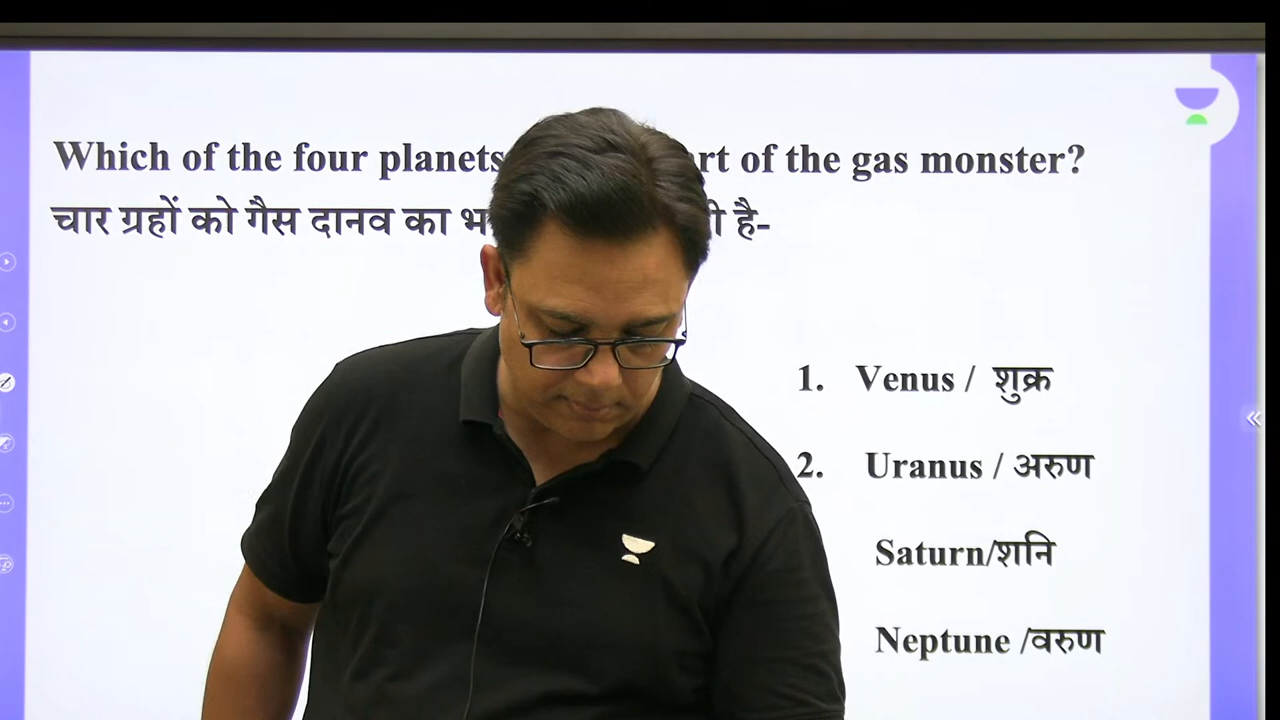 Which of the four planets of the gas monster?
चार ग्रहों को गैस दानव का है-
1. Venus / शुक्र
2. Uranus / अरुण
Saturn/शनि
Neptune /वरुण